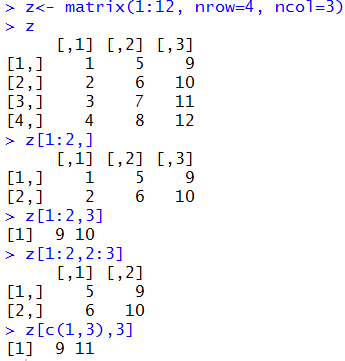 > z<- matrix(1:12, nrow=4, ncol=3)
> z
     [,1] [,2] [,3]
[1,]    1    5    9
[2,]    2    6   10
[3,]    3    7   11
[4,]    4    8   12
> z[1:2,]
     [,1] [,2] [,3]
[1,]    1    5    9
[2,]    2    6   10
> z[1:2,3]
[1]  9 10
> z[1:2,2:3]
     [,1] [,2]
[1,]    5    9
[2,]    6   10
> z[c(1,3),3]
[1]  9 11